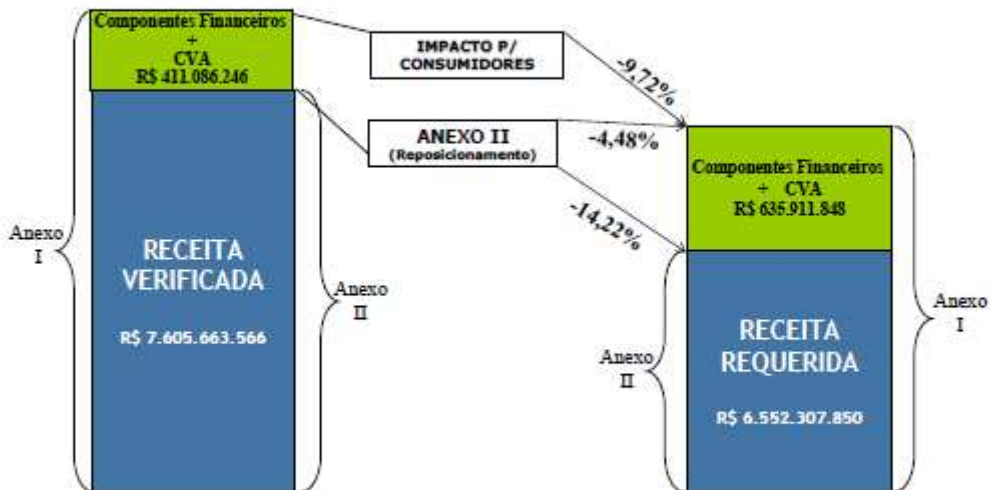 Componentes Financeiros
+
CVA
R$ 411.086.246
IMPACTO P/
CONSUMIDORES
-9,72%
ANEXO II
(Reposicionamento)
-4,48%
-14,22%
Componentes Financeiros
+ CVA
R$ 635.911.848
Anexo
I
RECEITA
VERIFICADA
R$ 7.605.663.566
Anexo
II
Anexo
II
RECEITA
REQUERIDA
R$ 6.552.307.850
Anexo
I